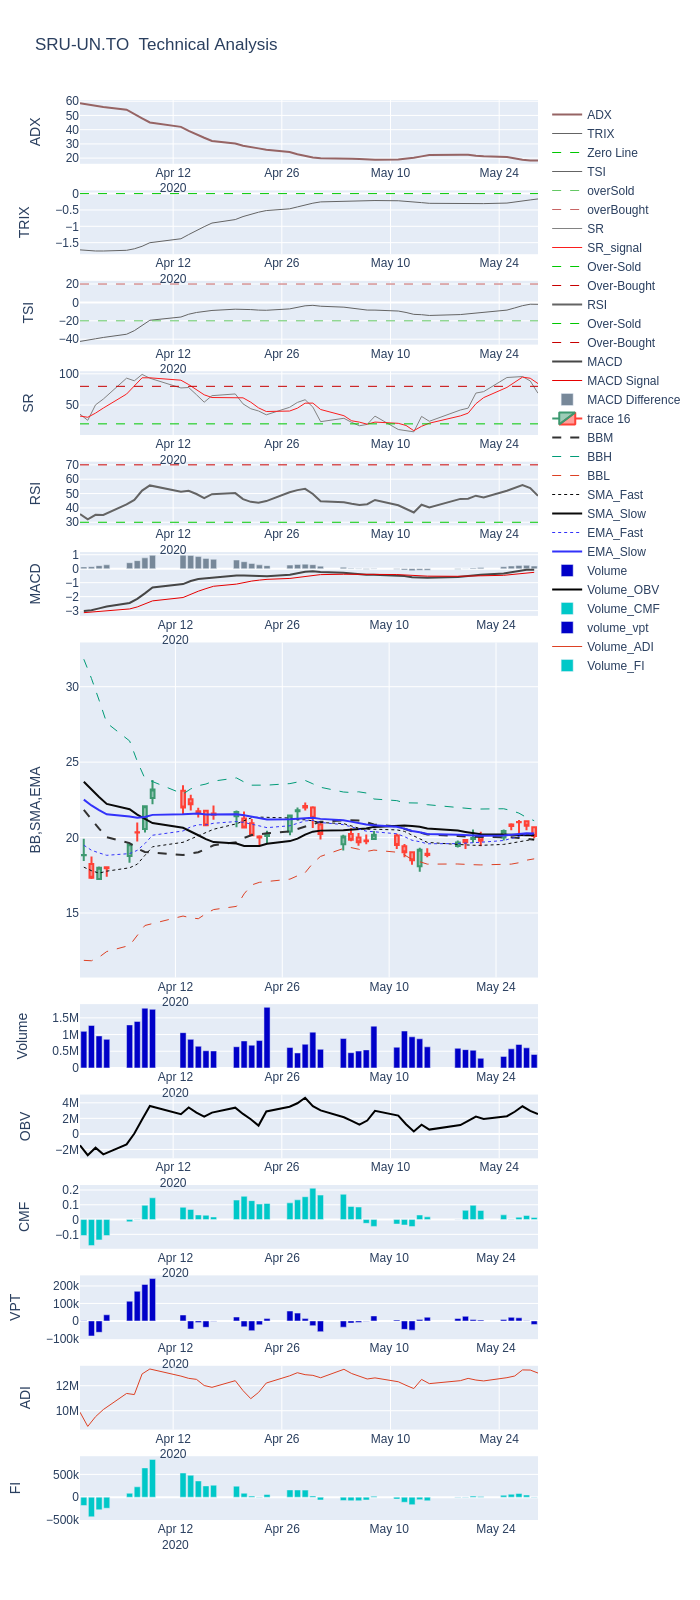 SRU-UN.TO  Technical Analysis
ADX
60
50
40
30
20
Apr 12
2020
Apr 26
May 10
May 24
TRIX
0
−0.5
−1
−1.5
Apr 12
2020
Apr 26
May 10
May 24
TSI
20
0
−20
−40
Apr 12
2020
Apr 26
May 10
May 24
SR
100
50
Apr 12
2020
Apr 26
May 10
May 24
RSI
70
60
50
40
30
Apr 12
2020
Apr 26
May 10
May 24
MACD
1
0
−1
−2
−3
Apr 12
2020
Apr 26
May 10
May 24
BB,SMA,EMA
30
25
20
15
Apr 12
2020
Apr 26
May 10
May 24
Volume
1.5M
1M
0.5M
0
Apr 12
2020
Apr 26
May 10
May 24
OBV
4M
2M
0
−2M
Apr 12
2020
Apr 26
May 10
May 24
CMF
0.2
0.1
0
−0.1
Apr 12
2020
Apr 26
May 10
May 24
VPT
200k
100k
0
−100k
Apr 12
2020
Apr 26
May 10
May 24
ADI
12M
10M
Apr 12
2020
Apr 26
May 10
May 24
FI
500k
0
−500k
Apr 12
2020
Apr 26
May 10
May 24
ADX
TRIX
Zero Line
TSI
overSold
overBought
SR
SR_signal
Over-Sold
Over-Bought
RSI
Over-Sold
Over-Bought
MACD
MACD Signal
MACD Difference
trace 16
BBM
BBH
BBL
SMA_Fast
SMA_Slow
EMA_Fast
EMA_Slow
Volume
Volume_OBV
Volume_CMF
volume_vpt
Volume_ADI
Volume_FI